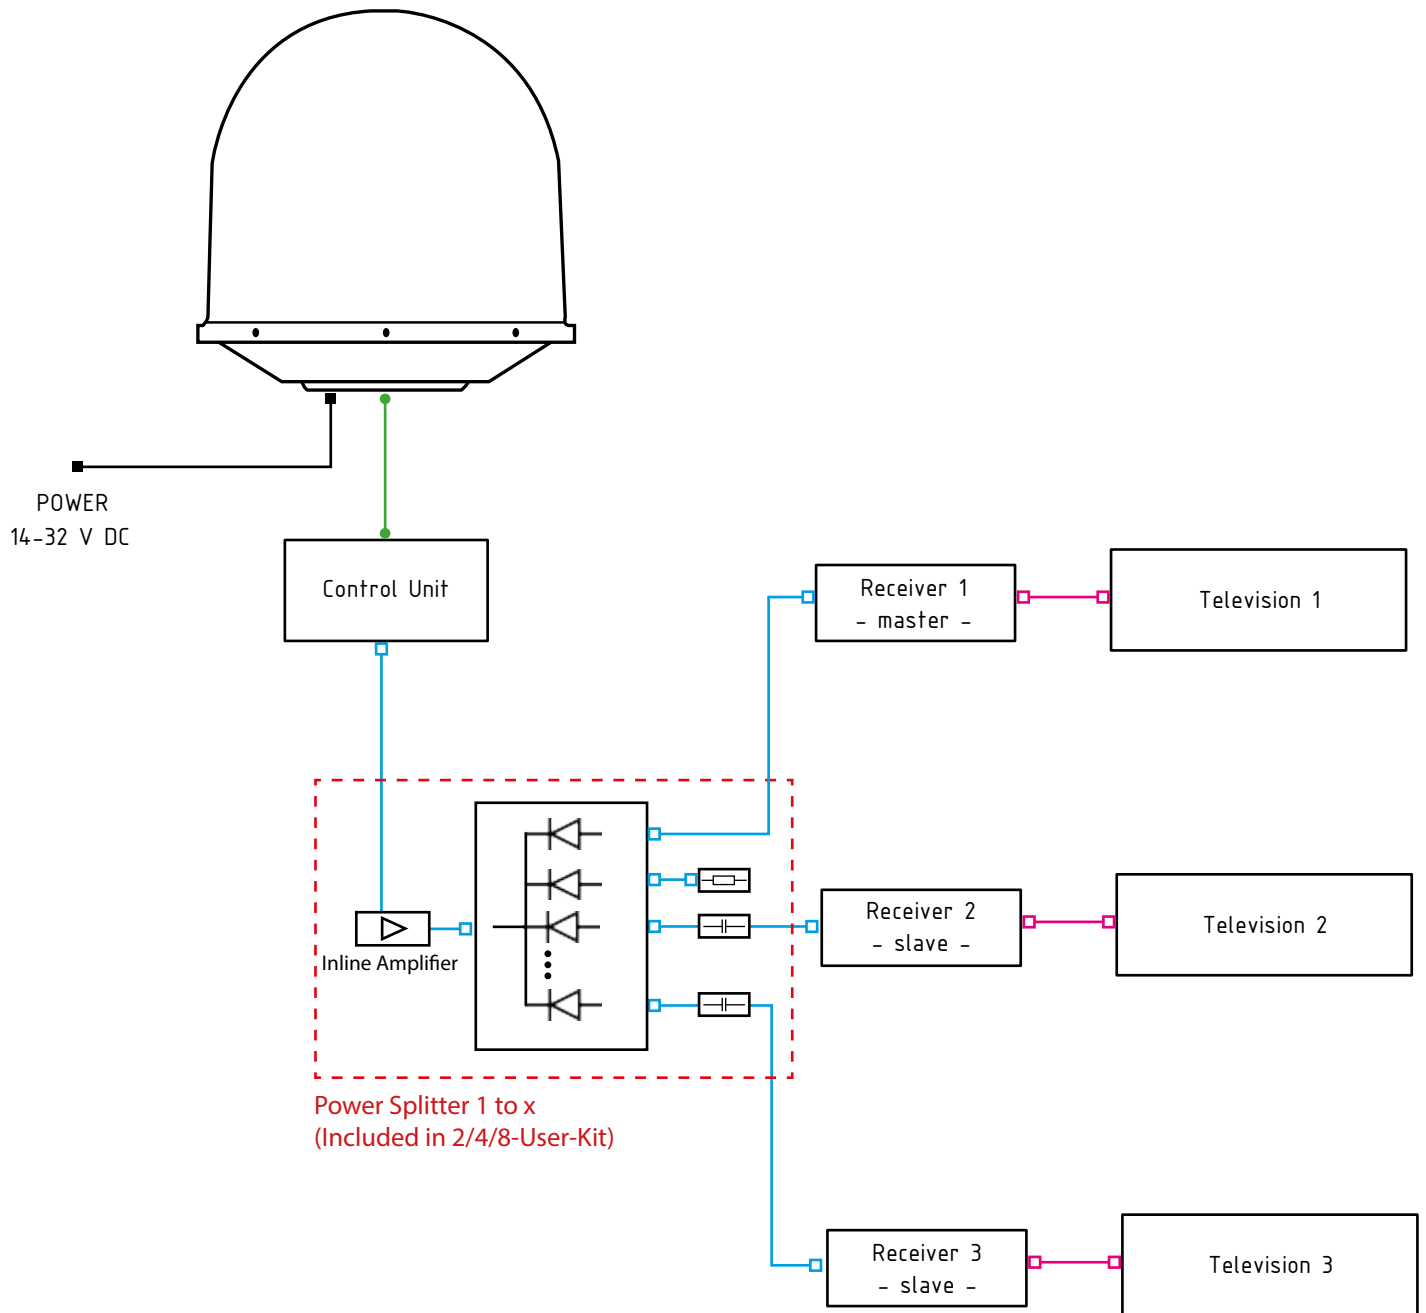 POWER
14-32 V DC
Control Unit
Receiver 1
- master -
Television 1
Inline Amplifier
Receiver 2
- slave -
Television 2
Power Splitter 1 to x
(Included in 2/4/8-User-Kit)
Receiver 3
- slave -
Television 3